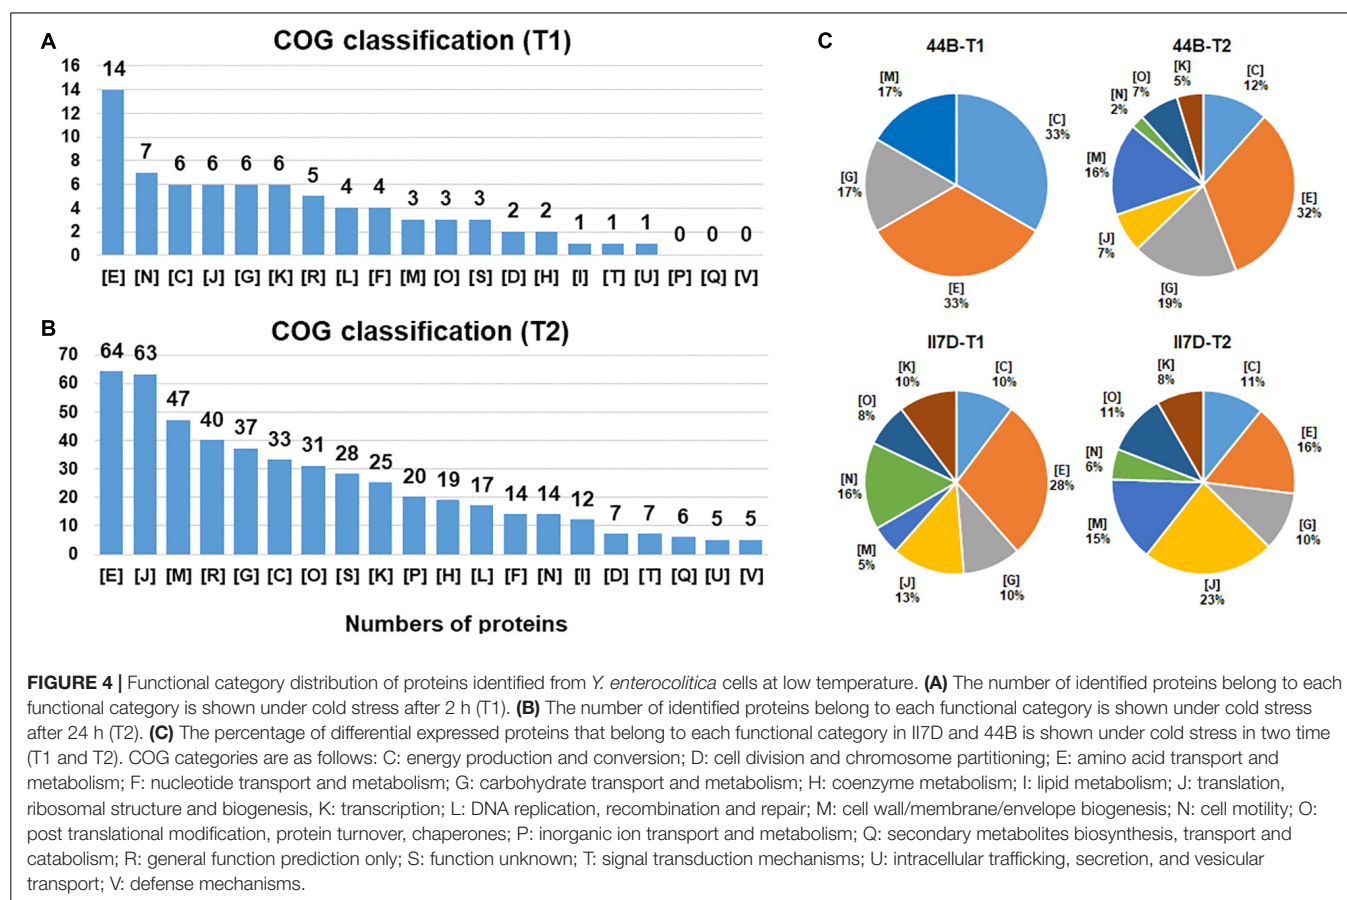 A
COG classification (T1)
16
14
12
10
8
6
4
2
0
14
7
6
6
6
6
5
4
4
3
3
3
2
2
1
1
1
0
0
0
[E] [N] [C] [J] [G] [K] [R] [L] [F] [M] [O] [S] [D] [H] [I] [T] [U] [P] [Q] [V]
B
COG classification (T2)
70
60
50
40
30
20
10
0
64
63
47
40
37
33
31
28
25
20
19
17
14
14
12
7
7
6
5
5
[E] [J] [M] [R] [G] [C] [O] [S] [K] [P] [H] [L] [F] [N] [I] [D] [T] [Q] [U] [V]
Numbers of proteins
C
44B-T1
[M]
17%
[C]
33%
[G]
17%
[E]
33%
44B-T2
[K]
5%
[C]
12%
[O]
7%
[N]
2%
[M]
16%
[E]
32%
[J]
7%
[G]
19%
II7D-T1
[K]
10%
[C]
10%
[O]
8%
[E]
28%
[N]
16%
[M]
5%
[J]
13%
[G]
10%
II7D-T2
[K]
8%
[C]
11%
[O]
11%
[E]
16%
[N]
6%
[M]
15%
[G]
10%
[J]
23%
FIGURE 4 | Functional category distribution of proteins identified from Y. enterocolitica cells at low temperature. (A) The number of identified proteins belong to each
functional category is shown under cold stress after 2 h (T1). (B) The number of identified proteins belong to each functional category is shown under cold stress
after 24 h (T2). (C) The percentage of differential expressed proteins that belong to each functional category in II7D and 44B is shown under cold stress in two time
(T1 and T2). COG categories are as follows: C: energy production and conversion; D: cell division and chromosome partitioning; E: amino acid transport and
metabolism; F: nucleotide transport and metabolism; G: carbohydrate transport and metabolism; H: coenzyme metabolism; I: lipid metabolism; J: translation,
ribosomal structure and biogenesis, K: transcription; L: DNA replication, recombination and repair; M: cell wall/membrane/envelope biogenesis; N: cell motility; O:
post translational modification, protein turnover, chaperones; P: inorganic ion transport and metabolism; Q: secondary metabolites biosynthesis, transport and
catabolism; R: general function prediction only; S: function unknown; T: signal transduction mechanisms; U: intracellular trafficking, secretion, and vesicular
transport; V: defense mechanisms.